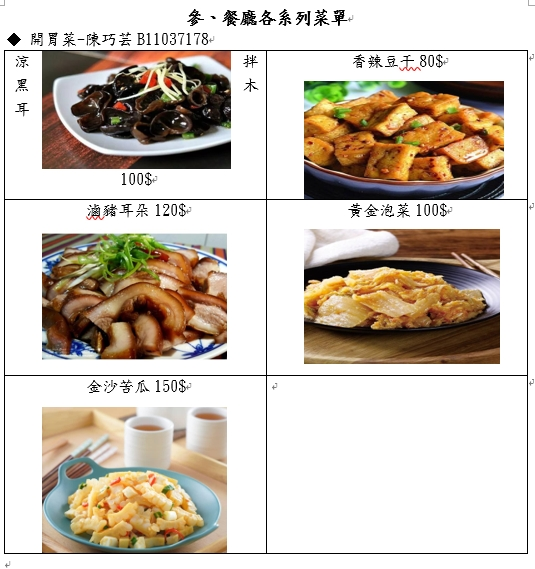 參、餐廳各系列菜單
◆ 開胃菜-陳巧芸 B11037178
涼拌
黑木
耳
100$
香辣豆干 80$
滷豬耳朵 120$
黃金泡菜 100$
金沙苦瓜 150$